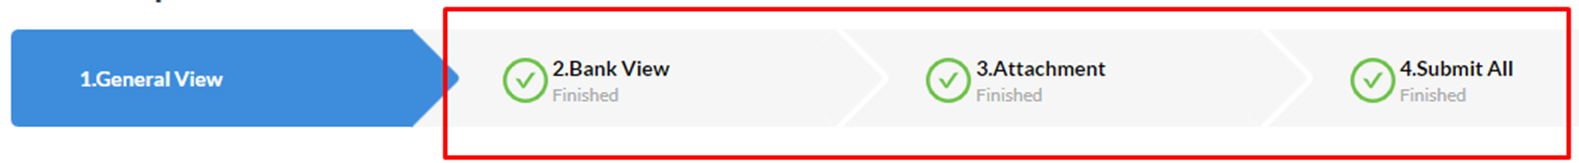 1.General View
2.Bank View
Finished
3.Attachment
Finished
4.Submit All
Finished